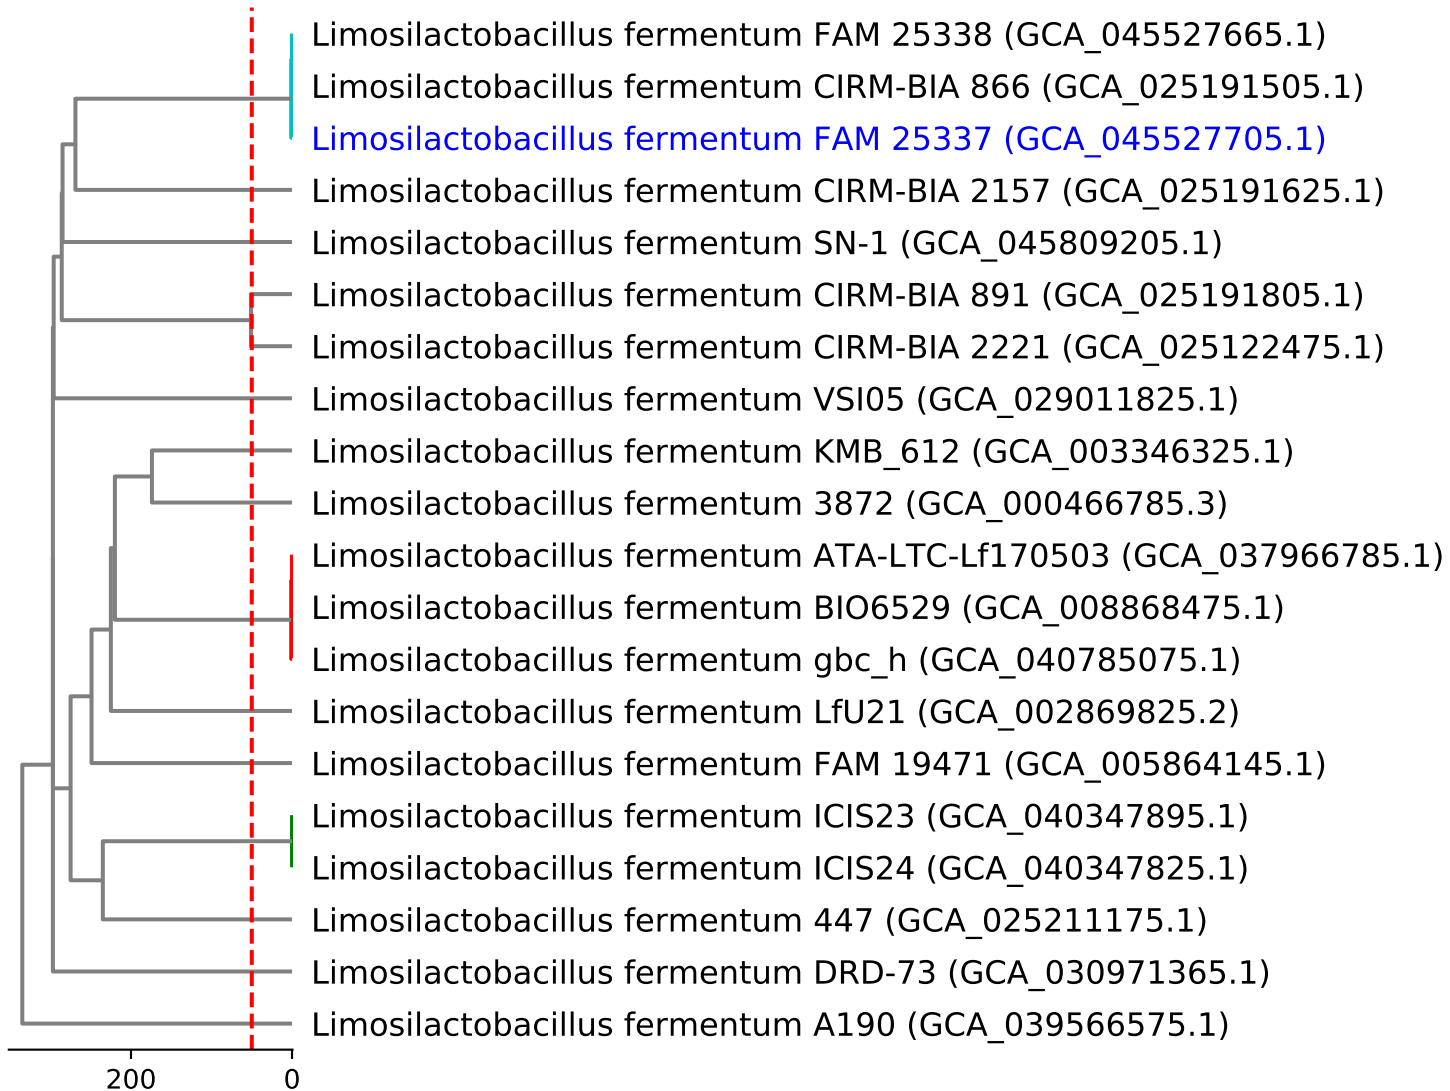 Limosilactobacillus fermentum FAM 25338 (GCA_045527665.1)
Limosilactobacillus fermentum CIRM-BIA 866 (GCA_025191505.1)
Limosilactobacillus fermentum FAM 25337 (GCA_045527705.1)
Limosilactobacillus fermentum CIRM-BIA 2157 (GCA_025191625.1)
Limosilactobacillus fermentum SN-1 (GCA_045809205.1)
Limosilactobacillus fermentum CIRM-BIA 891 (GCA_025191805.1)
Limosilactobacillus fermentum CIRM-BIA 2221 (GCA_025122475.1)
Limosilactobacillus fermentum VSI05 (GCA_029011825.1)
Limosilactobacillus fermentum KMB_612 (GCA_003346325.1)
Limosilactobacillus fermentum 3872 (GCA_000466785.3)
Limosilactobacillus fermentum ATA-LTC-Lf170503 (GCA_037966785.1)
Limosilactobacillus fermentum BIO6529 (GCA_008868475.1)
Limosilactobacillus fermentum gbc_h (GCA_040785075.1)
Limosilactobacillus fermentum LfU21 (GCA_002869825.2)
Limosilactobacillus fermentum FAM 19471 (GCA_005864145.1)
Limosilactobacillus fermentum ICIS23 (GCA_040347895.1)
Limosilactobacillus fermentum ICIS24 (GCA_040347825.1)
Limosilactobacillus fermentum 447 (GCA_025211175.1)
Limosilactobacillus fermentum DRD-73 (GCA_030971365.1)
Limosilactobacillus fermentum A190 (GCA_039566575.1)
200 0